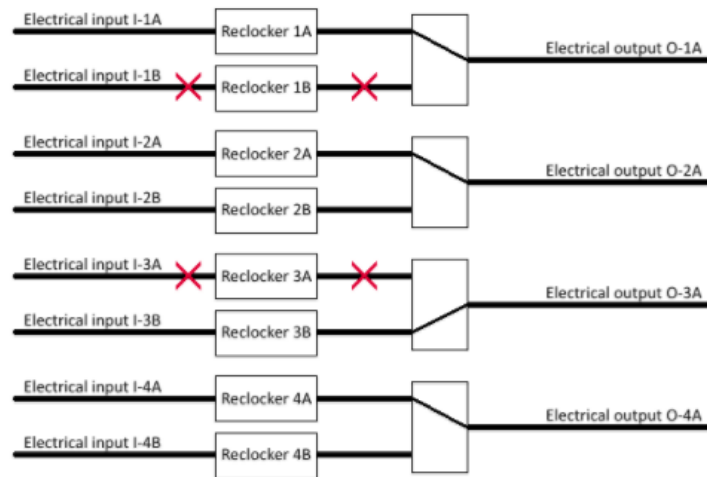 Electrical input I-1A
Reclocker 1A
Electrical output O-1A
Electrical input I-1B
Reclocker 1B
Electrical input I-2A
Reclocker 2A
Electrical output O-2A
Electrical input I-2B
Reclocker 2B
Electrical input I-3A
Reclocker 3A
Electrical output O-3A
Electrical input I-3B
Reclocker 3B
Electrical input I-4A
Reclocker 4A
Electrical output O-4A
Electrical input I-4B
Reclocker 4B